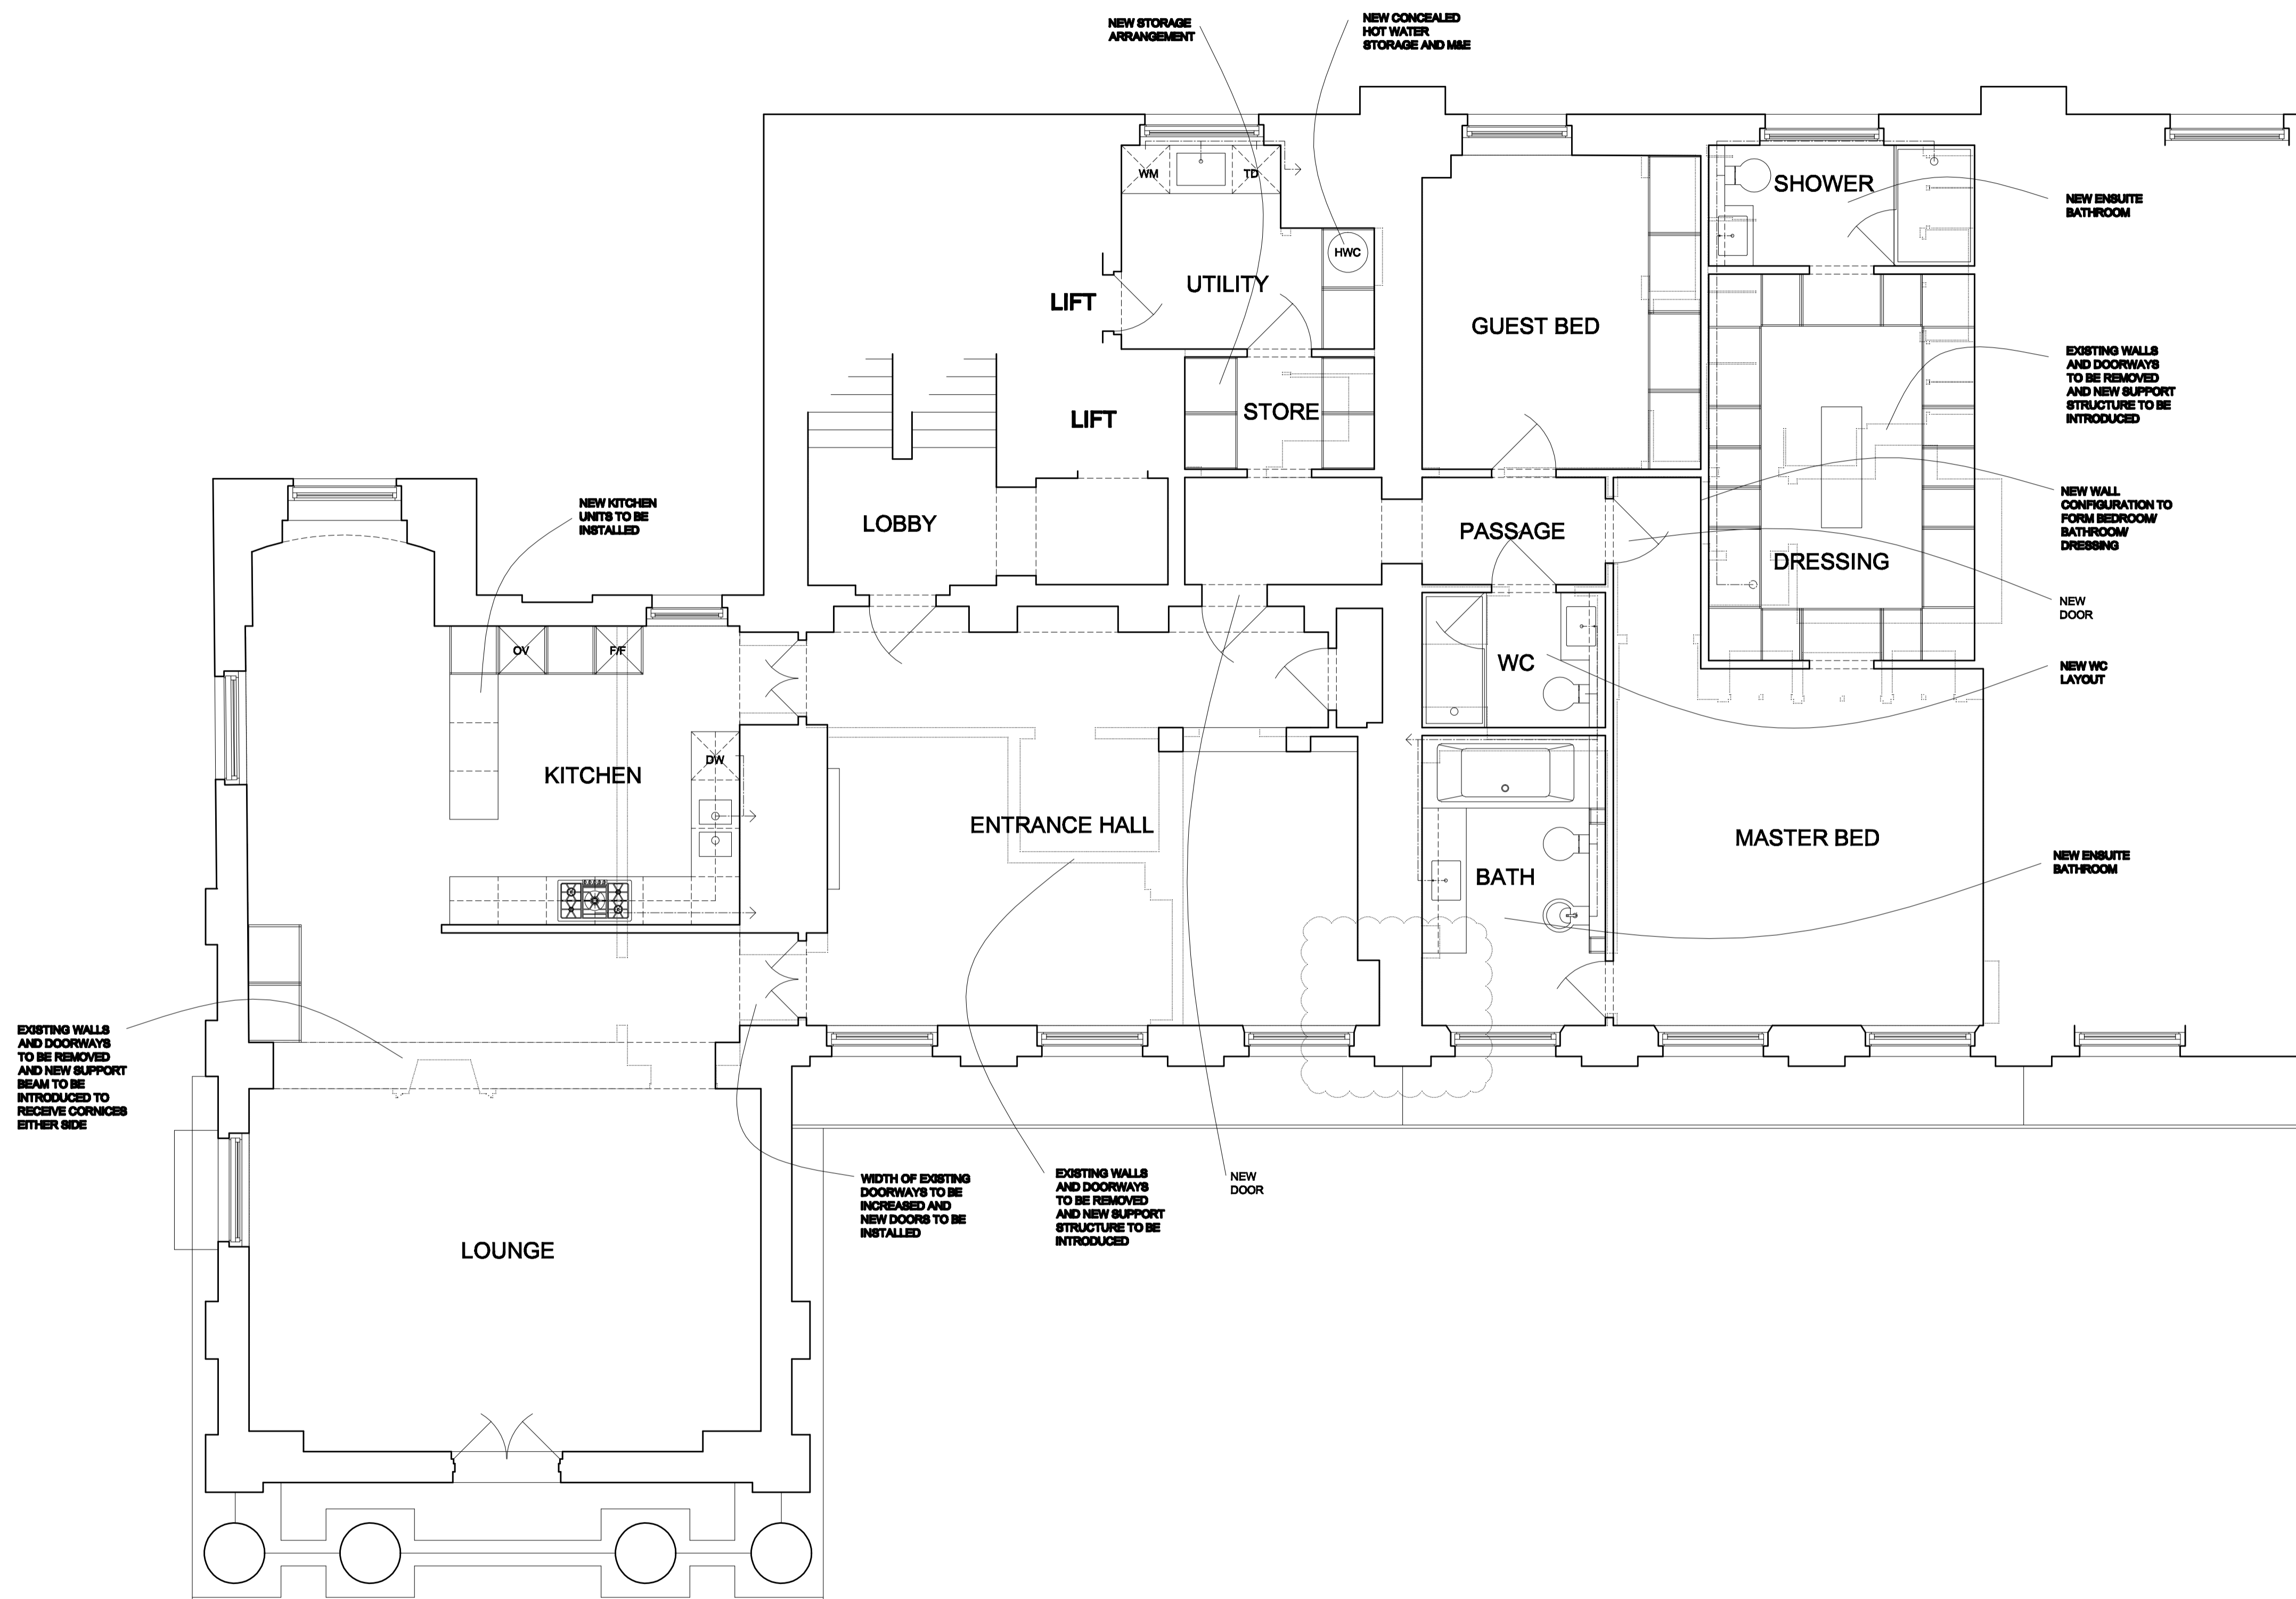 NEW STORAGE
ARRANGEMENT
NEW CONCEALED
HOT WATER
STORAGE AND M&E
WM
TD
SHOWER
NEW ENSUITE
BATHROOM
HWC
UTILITY
LIFT
GUEST BED
EXISTING WALLS
AND DOORWAYS
TO BE REMOVED
AND NEW SUPPORT
STRUCTURE TO BE
INTRODUCED
STORE
LIFT
NEW KITCHEN
UNITS TO BE
INSTALLED
LOBBY
PASSAGE
NEW WALL
CONFIGURATION TO
FORM BEDROOM/
BATHROOM/
DRESSING
DRESSING
NEW
DOOR
OV
F/F
WC
NEW WC
LAYOUT
DW
KITCHEN
ENTRANCE HALL
MASTER BED
BATH
NEW ENSUITE
BATHROOM
EXISTING WALLS
AND DOORWAYS
TO BE REMOVED
AND NEW SUPPORT
BEAM TO BE
INTRODUCED TO
RECEIVE CORNICES
EITHER SIDE
WIDTH OF EXISTING
DOORWAYS TO BE
INCREASED AND
NEW DOORS TO BE
INSTALLED
EXISTING WALLS
AND DOORWAYS
TO BE REMOVED
AND NEW SUPPORT
STRUCTURE TO BE
INTRODUCED
NEW
DOOR
LOUNGE